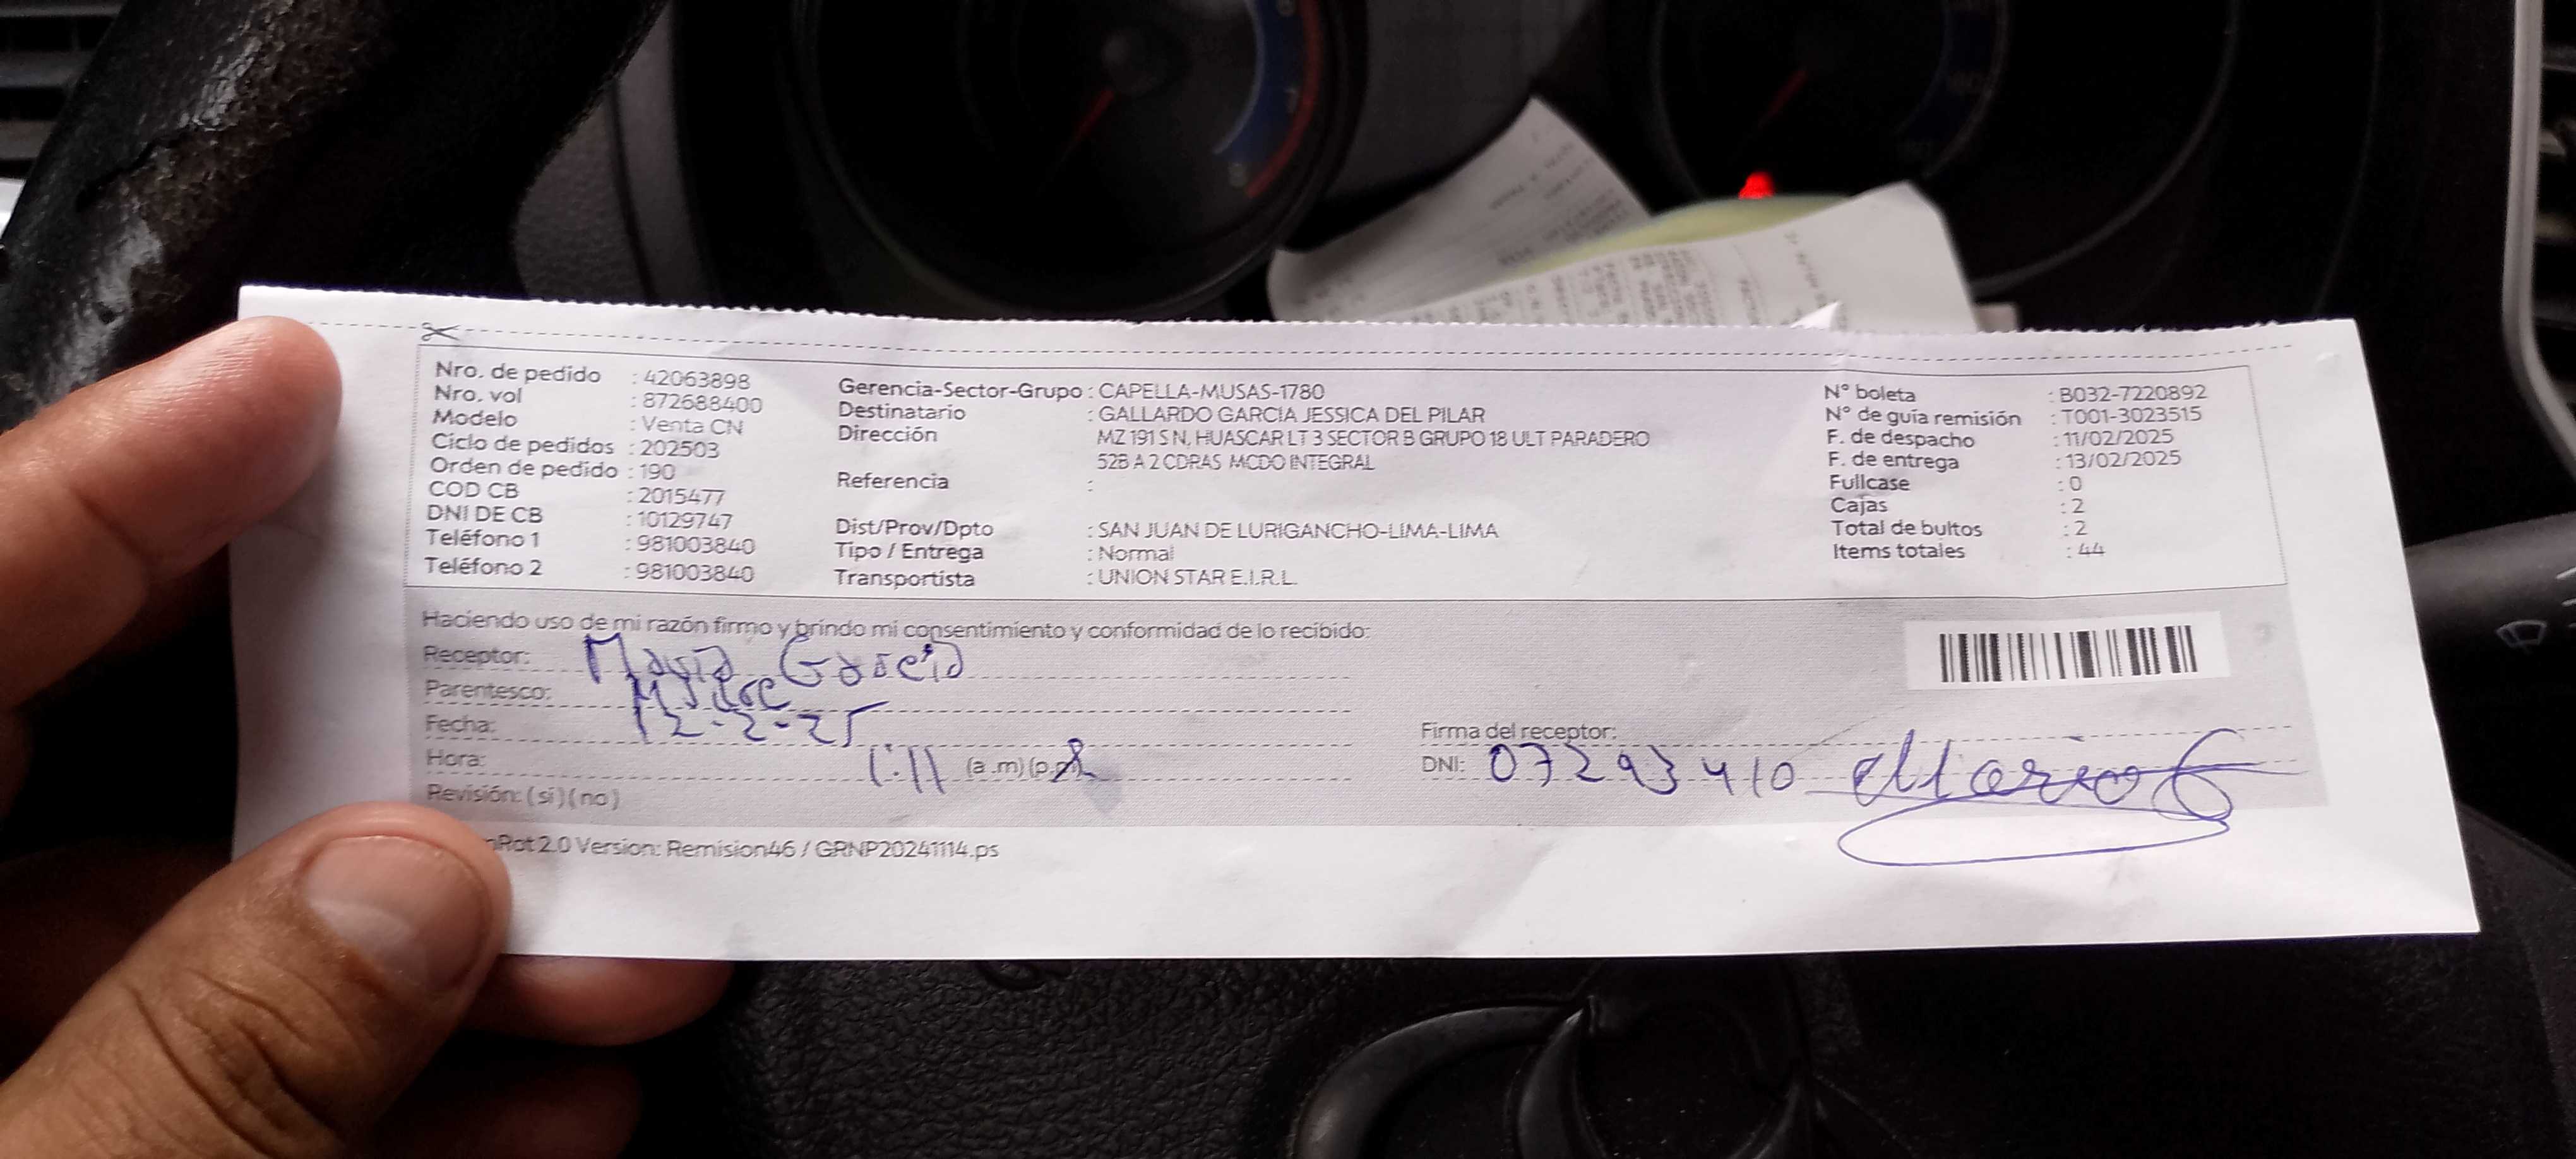 Nro. de pedido : 42063898
Nro. vol : 872688400
Modelo : Venta CN
Ciclo de pedidos : 202503
Orden de pedido : 190
COD CB : 2015477
DNI DE CB : 10129747
Teléfono 1 : 981003840
Teléfono 2 : 981003840
Gerencia-Sector-Grupo : CAPELLA-MUSAS-1780
Destinatario : GALLARDO GARCIA JESSICA DEL PILAR
Dirección MZ 191 S N, HUASCAR LT 3 SECTOR B GRUPO 18 ULT PARADERO
52B A 2 CDRAS MCDO INTEGRAL
Referencia :
Dist/Prov/Dpto : SAN JUAN DE LURIGANCHO-LIMA-LIMA
Tipo / Entrega : Normal
Transportista : UNION STAR E.I.R.L.
N° boleta : B032-7220892
N° de guía remisión : T001-3023515
F. de despacho : 11/02/2025
F. de entrega : 13/02/2025
Fullcase : 0
Cajas : 2
Total de bultos : 2
Items totales : 44
Haciendo uso de mi razón firmo y brindo mi consentimiento y conformidad de lo recibido:
Receptor: María García
Parentesco: Madre
Fecha: 12-2-25
Hora: 1:11 (a.m) (p.m)
Revisión: (si) (no)
Firma del receptor:
DNI: 07293410 Maria G
Rot 2.0 Version: Remision46 / GRNP20241114.ps